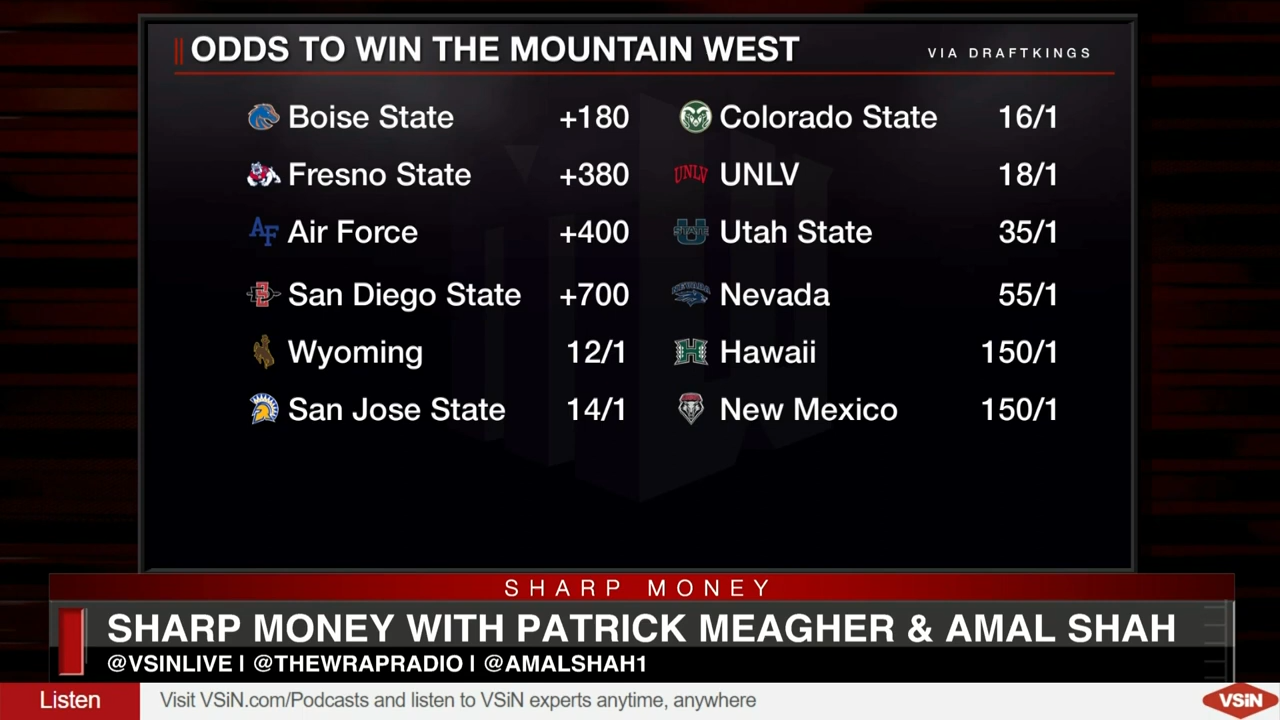 ODDS TO WIN THE MOUNTAIN WEST
VIA DRAFTKINGS
Boise State +180
Fresno State +380
AF Air Force +400
San Diego State +700
Wyoming 12/1
San Jose State 14/1
Colorado State 16/1
UNLV UNLV 18/1
U STATE Utah State 35/1
NEVADA Nevada 55/1
H Hawaii 150/1
New Mexico 150/1
SHARP MONEY
SHARP MONEY WITH PATRICK MEAGHER & AMAL SHAH
@VSINLIVE | @THEWRAPRADIO | @AMALSHAH1
Listen Visit VSiN.com/Podcasts and listen to VSiN experts anytime, anywhere
VSiN